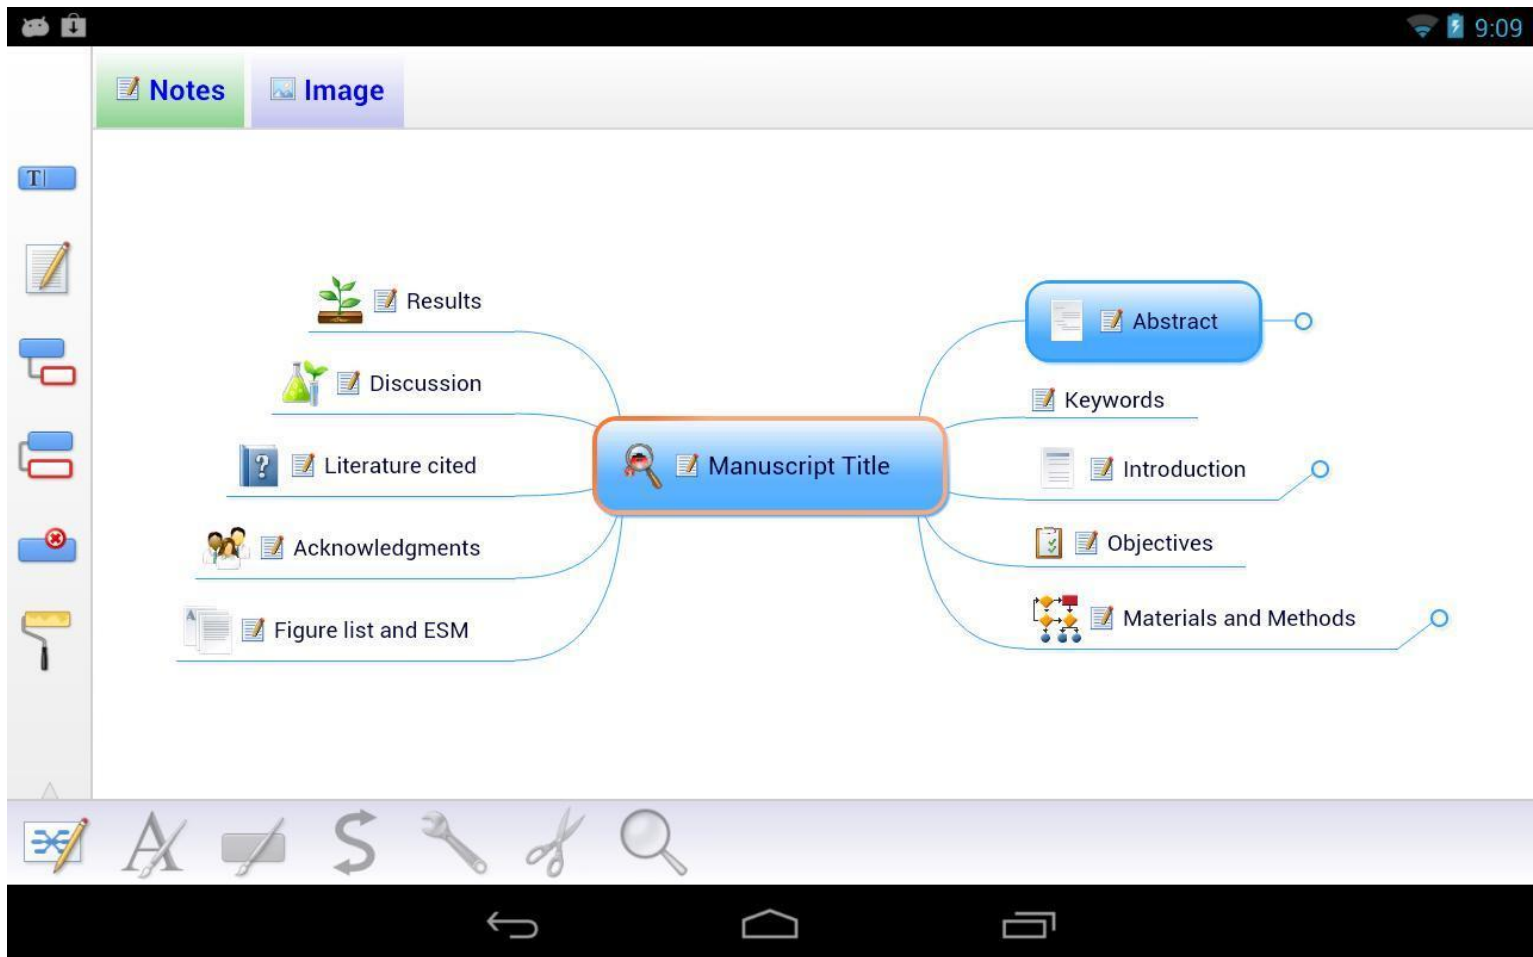 9:09
Notes
Image
T
Results
Discussion
Literature cited
Acknowledgments
A
Figure list and ESM
Manuscript Title
Abstract
Keywords
Introduction
Objectives
Materials and Methods
A
S